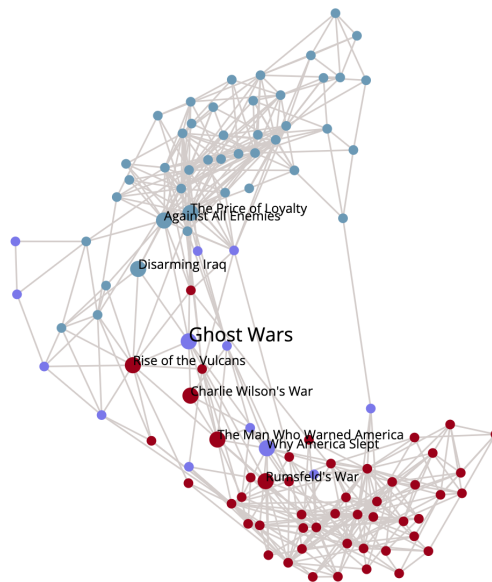 The Price of Loyalty
Against All Enemies
Disarming Iraq
Ghost Wars
Rise of the Vulcans
Charlie Wilson's War
The Man Who Warned America
Why America Slept
Rumsfeld's War